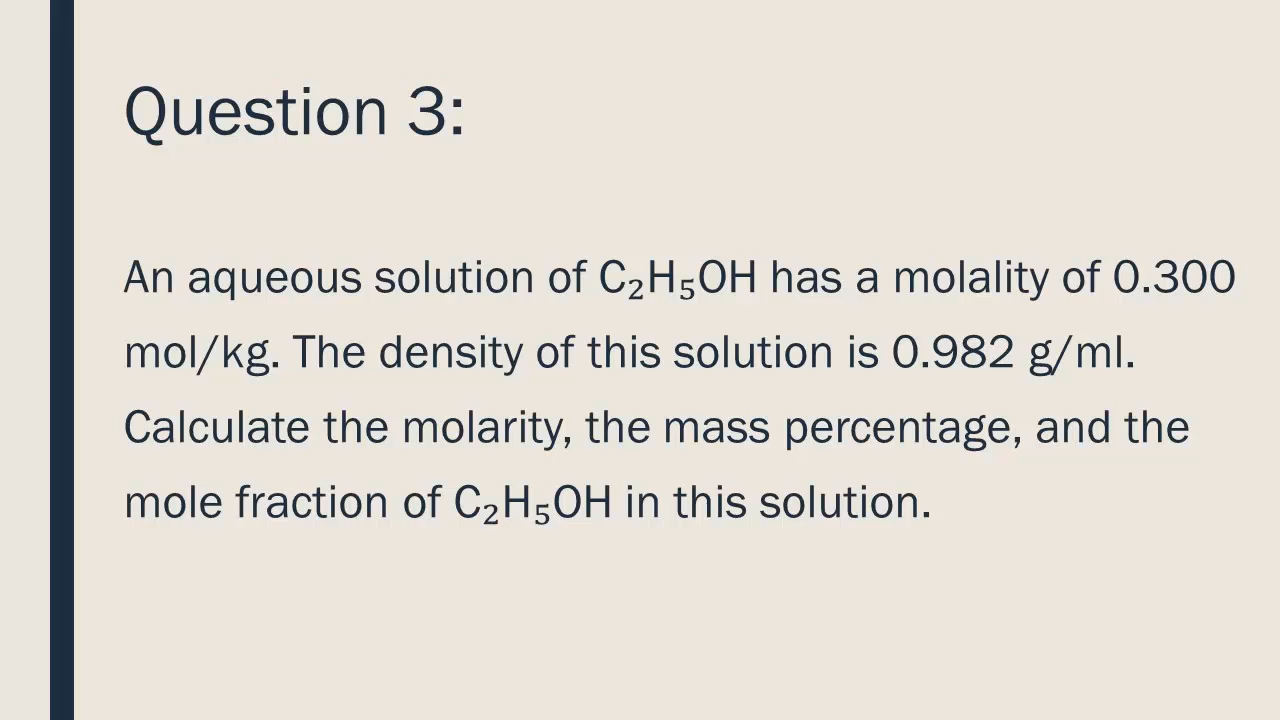 Question 3:
An aqueous solution of C₂H₅OH has a molality of 0.300
mol/kg. The density of this solution is 0.982 g/ml.
Calculate the molarity, the mass percentage, and the
mole fraction of C₂H₅OH in this solution.